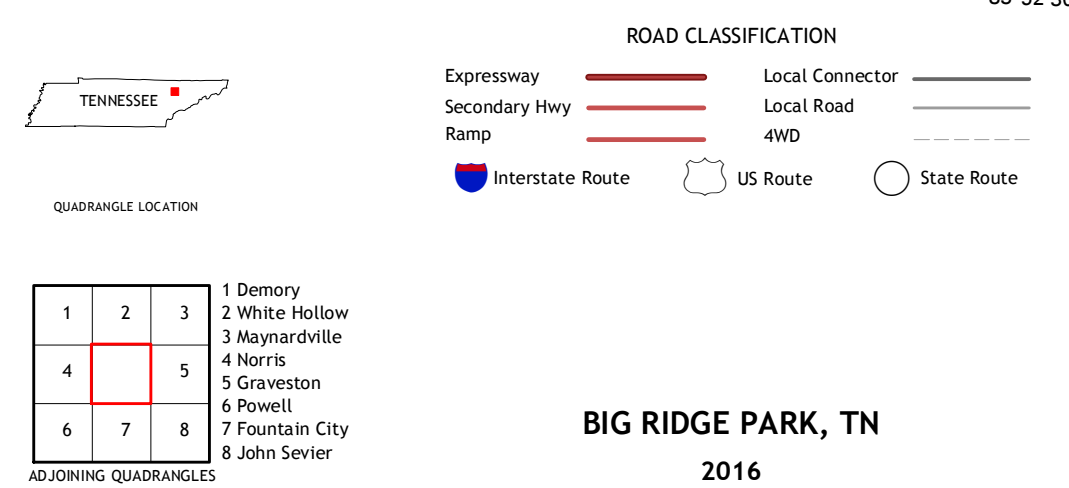 ROAD CLASSIFICATION
Expressway
Local Connector
Secondary Hwy
Local Road
Ramp
4WD
Interstate Route
US Route
State Route
TENNESSEE
QUADRANGLE LOCATION
1 2 3
4 5
6 7 8
1 Demory
2 White Hollow
3 Maynardville
4 Norris
5 Graveston
6 Powell
7 Fountain City
8 John Sevier
ADJOINING QUADRANGLES
BIG RIDGE PARK, TN
2016